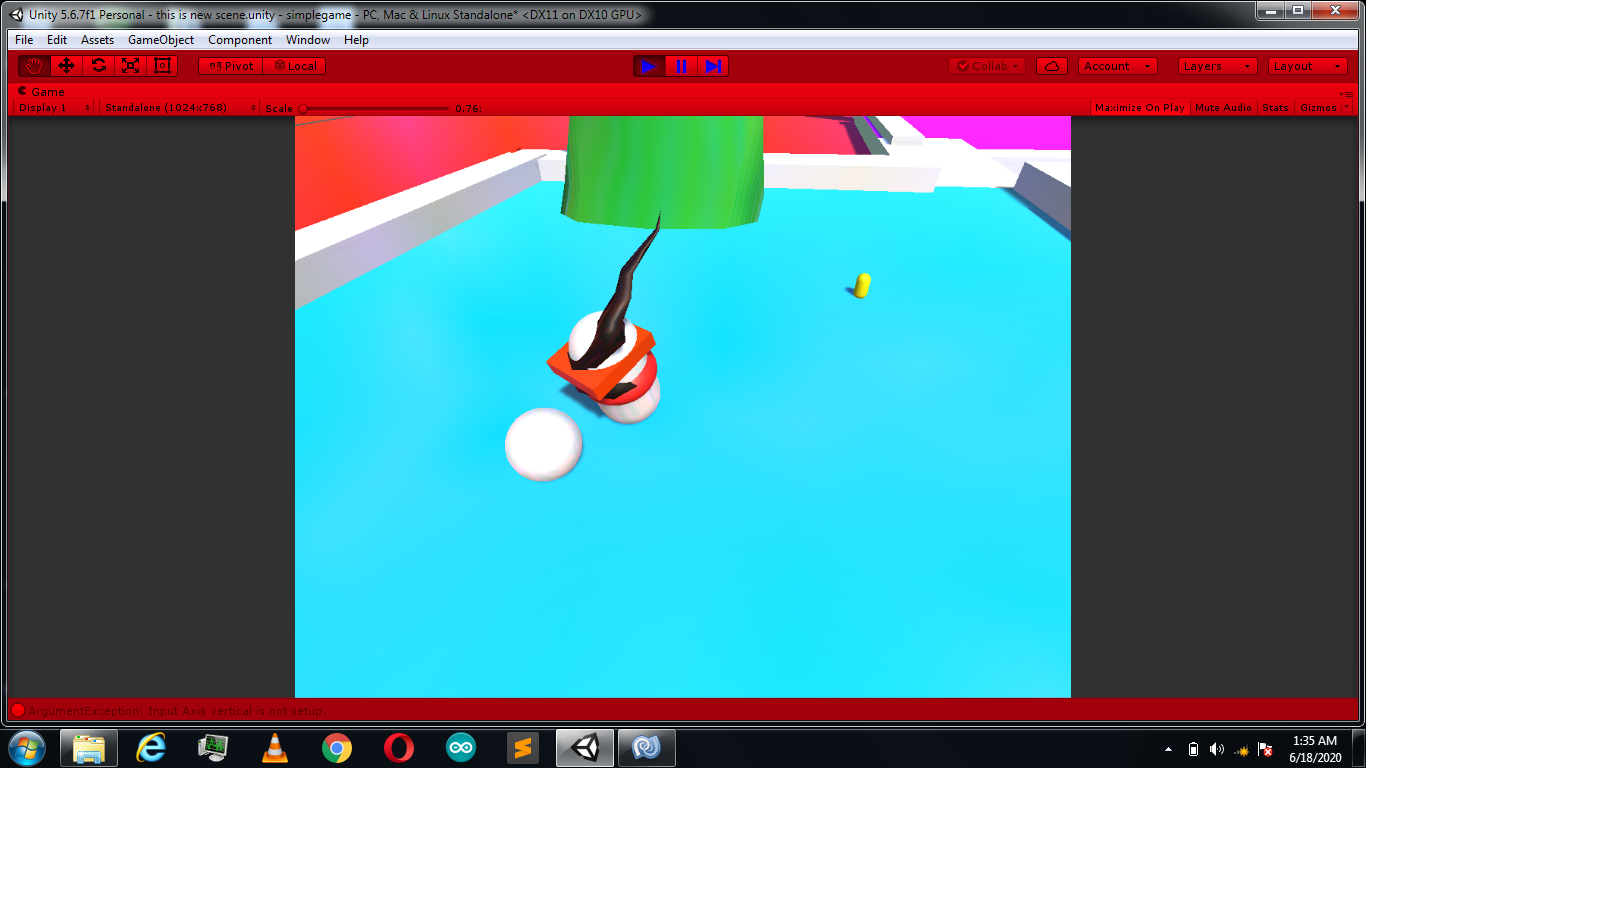 Unity 5.6.7f1 Personal - this is new scene.unity - simplegame - PC, Mac & Linux Standalone* <DX11 on DX10 GPU>
File Edit Assets GameObject Component Window Help
Pivot Local Collab Account Layers Layout
Game
Display 1 Standalone (1024x768) Scale 0.76: Maximize On Play Mute Audio Stats Gizmos
ArgumentException: Input Axis vertical is not setup.
1:35 AM
6/18/2020